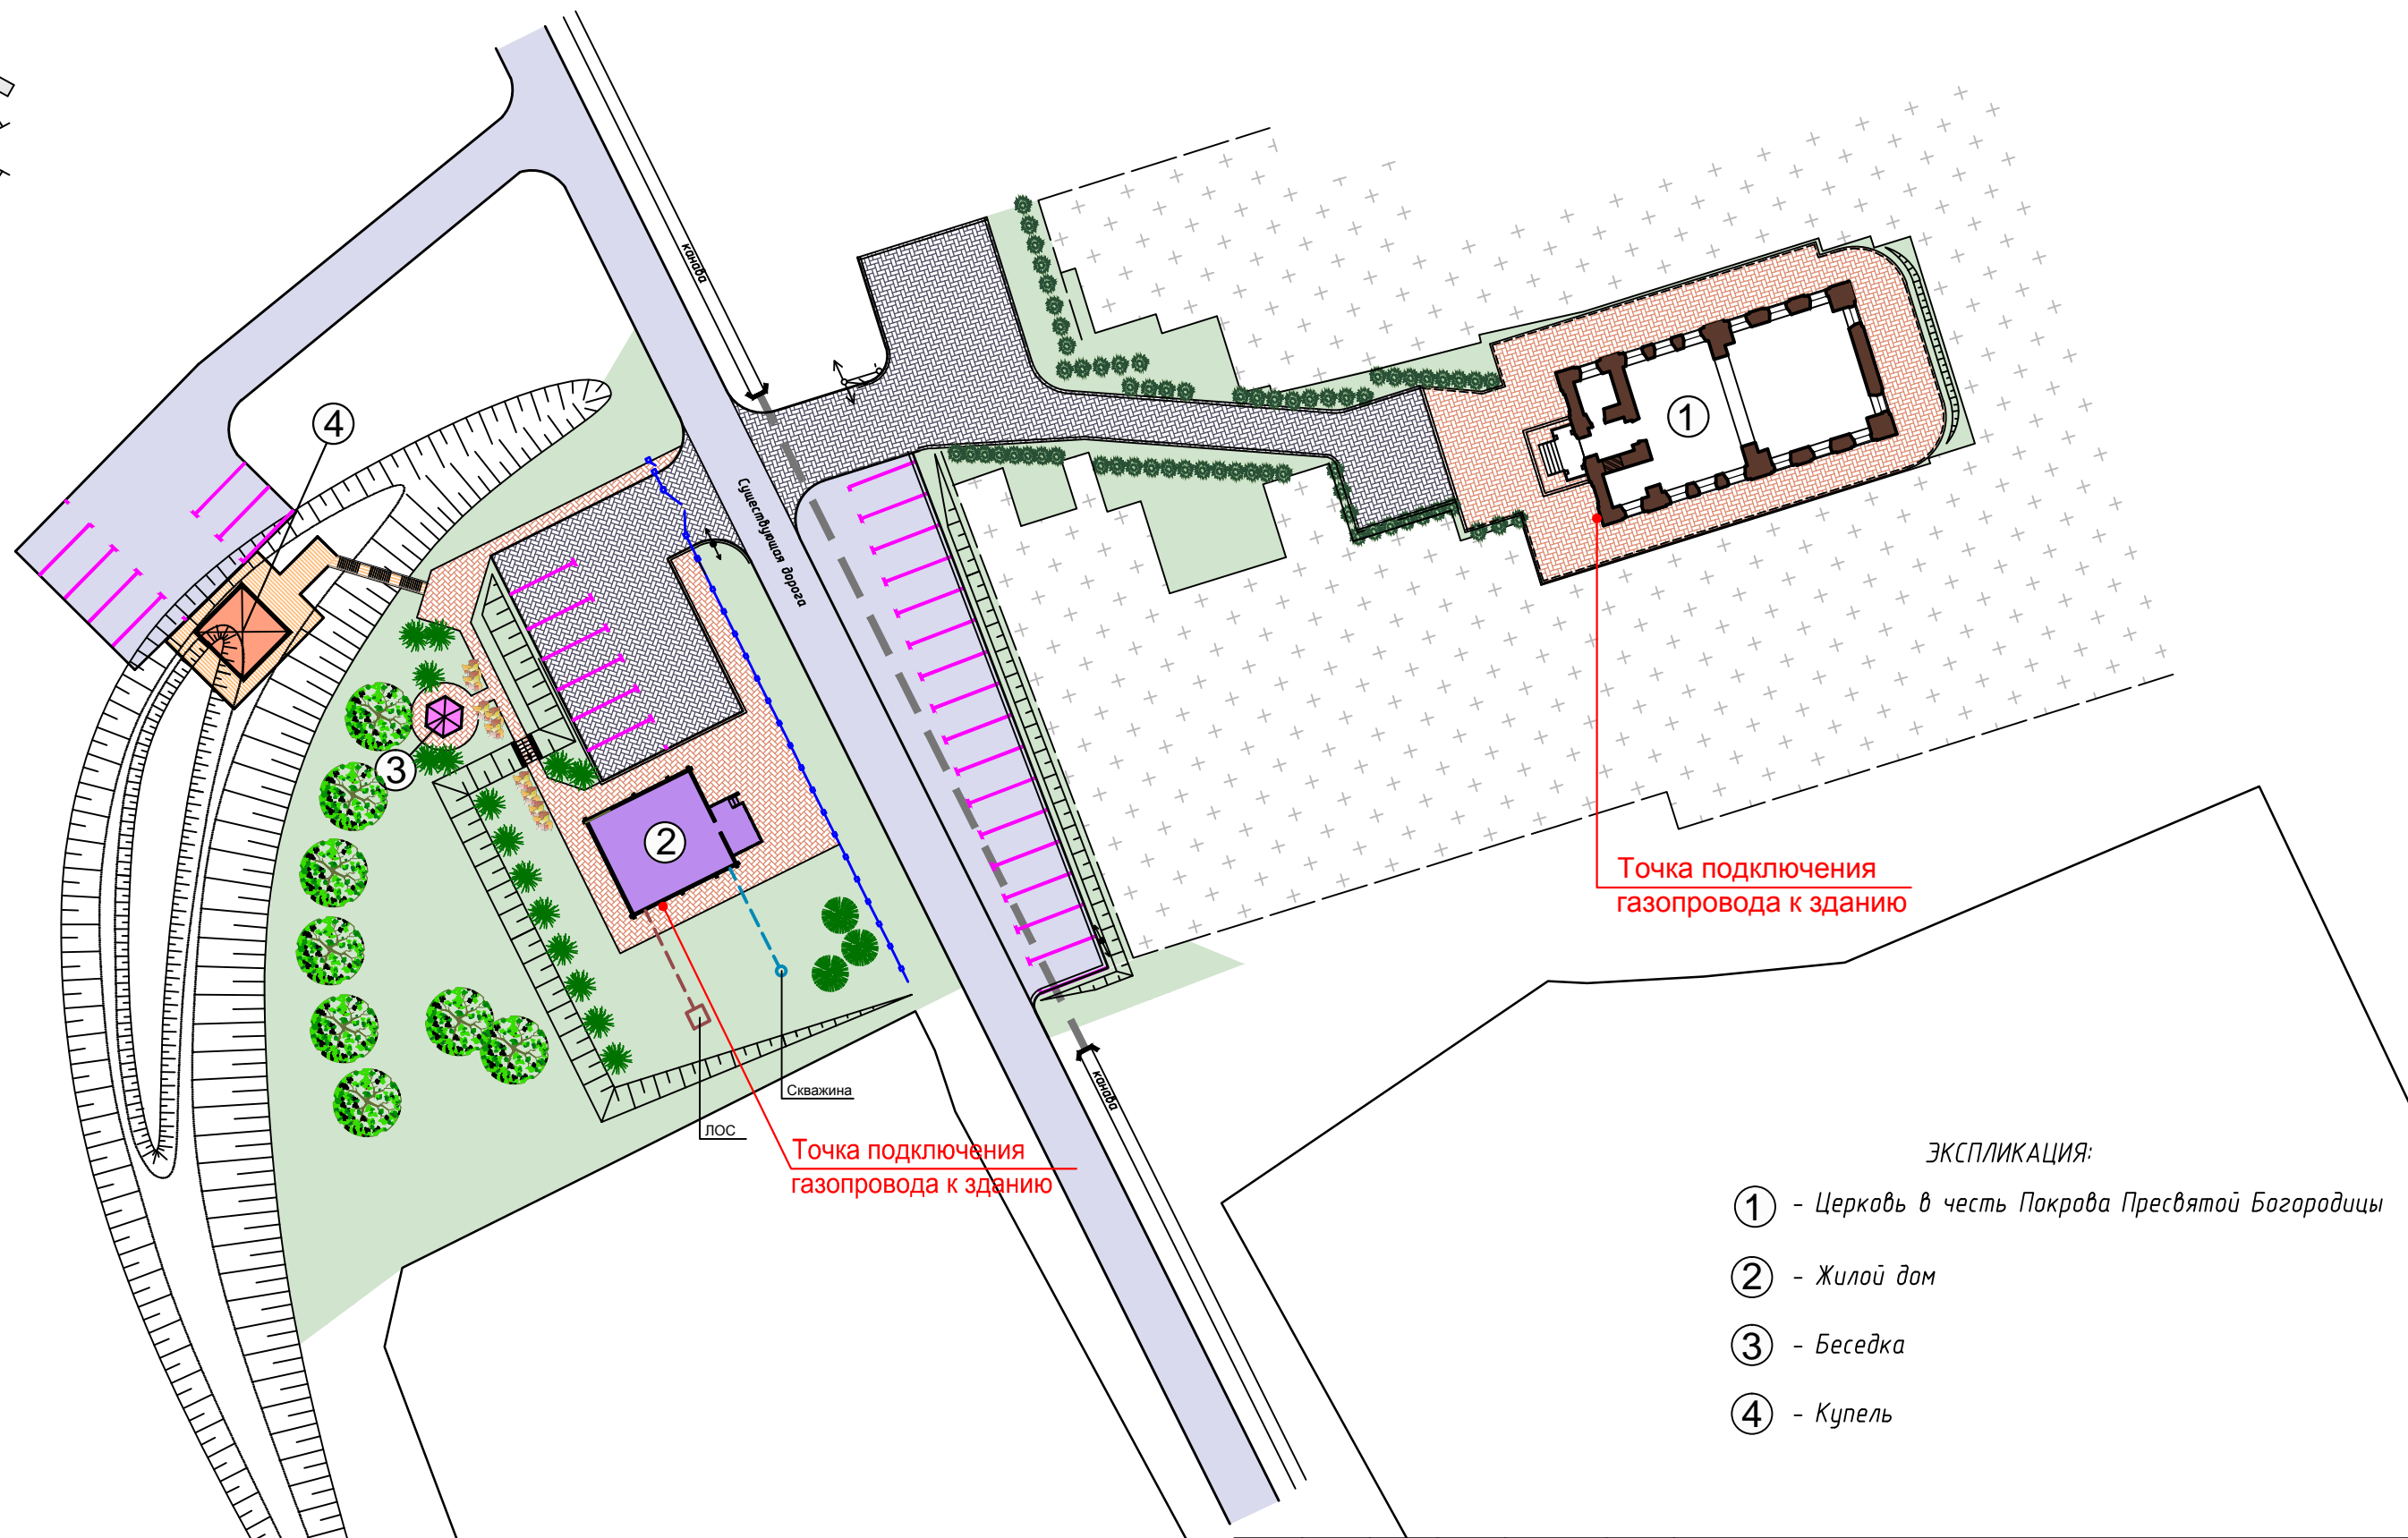 канава
4
1
Существующая дорога
3
2
Точка подключения
газопровода к зданию
Скважина
ЛОС
Точка подключения
газопровода к зданию
канава
ЭКСПЛИКАЦИЯ:
1 - Церковь в честь Покрова Пресвятой Богородицы
2 - Жилой дом
3 - Беседка
4 - Купель